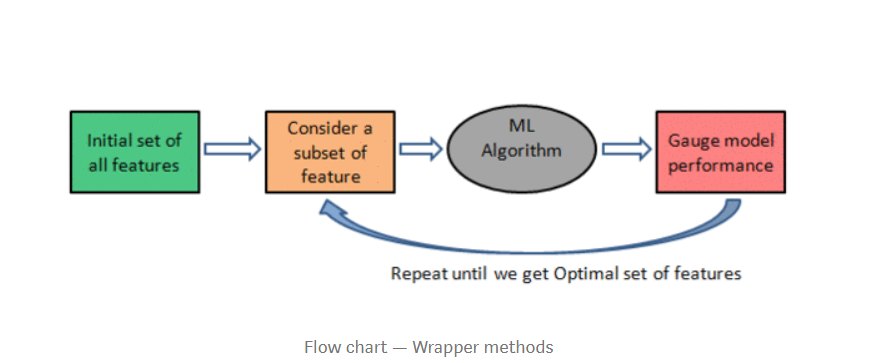 Initial set of
all features
Consider a
subset of
feature
ML
Algorithm
Gauge model
performance
Repeat until we get Optimal set of features
Flow chart — Wrapper methods